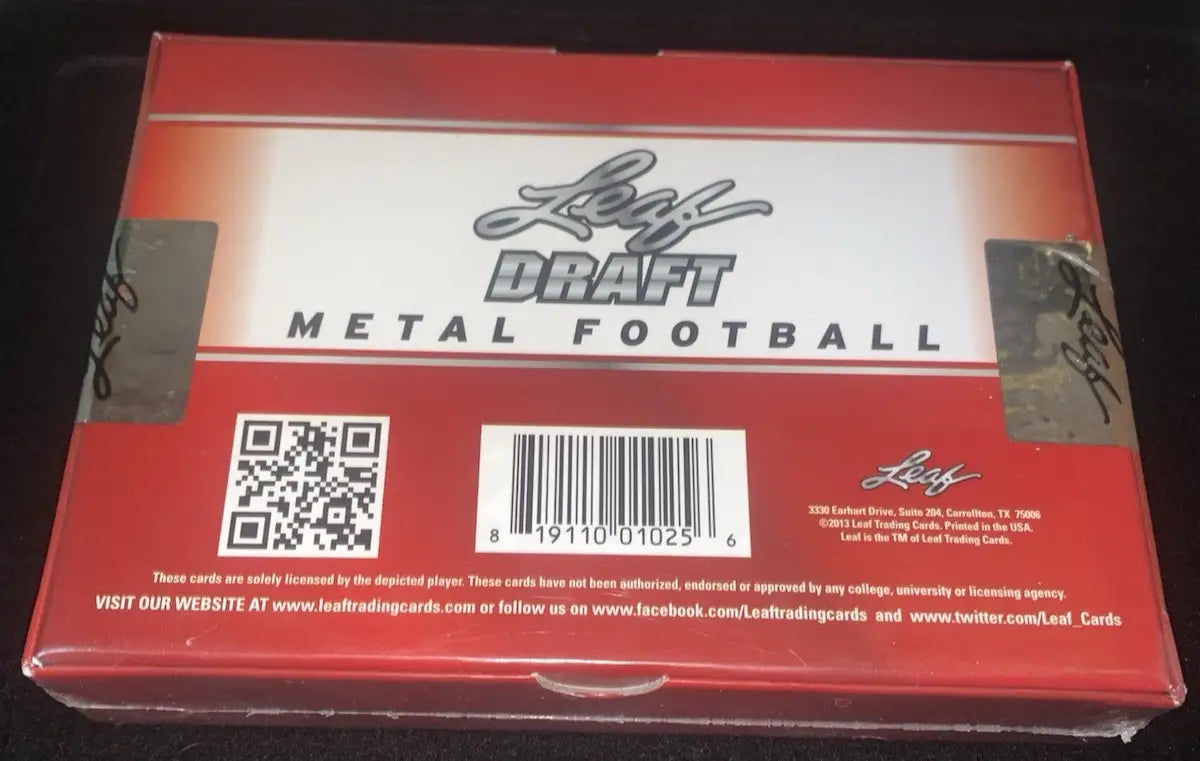 Leaf
DRAFT
METAL FOOTBALL
Leaf
Leaf
8 19110 01025 6
Leaf
3330 Earhart Drive, Suite 204, Carrollton, TX 75006
©2013 Leaf Trading Cards. Printed in the USA.
Leaf is the TM of Leaf Trading Cards.
These cards are solely licensed by the depicted player. These cards have not been authorized, endorsed or approved by any college, university or licensing agency.
VISIT OUR WEBSITE AT www.leaftradingcards.com or follow us on www.facebook.com/Leaftradingcards and www.twitter.com/Leaf_Cards